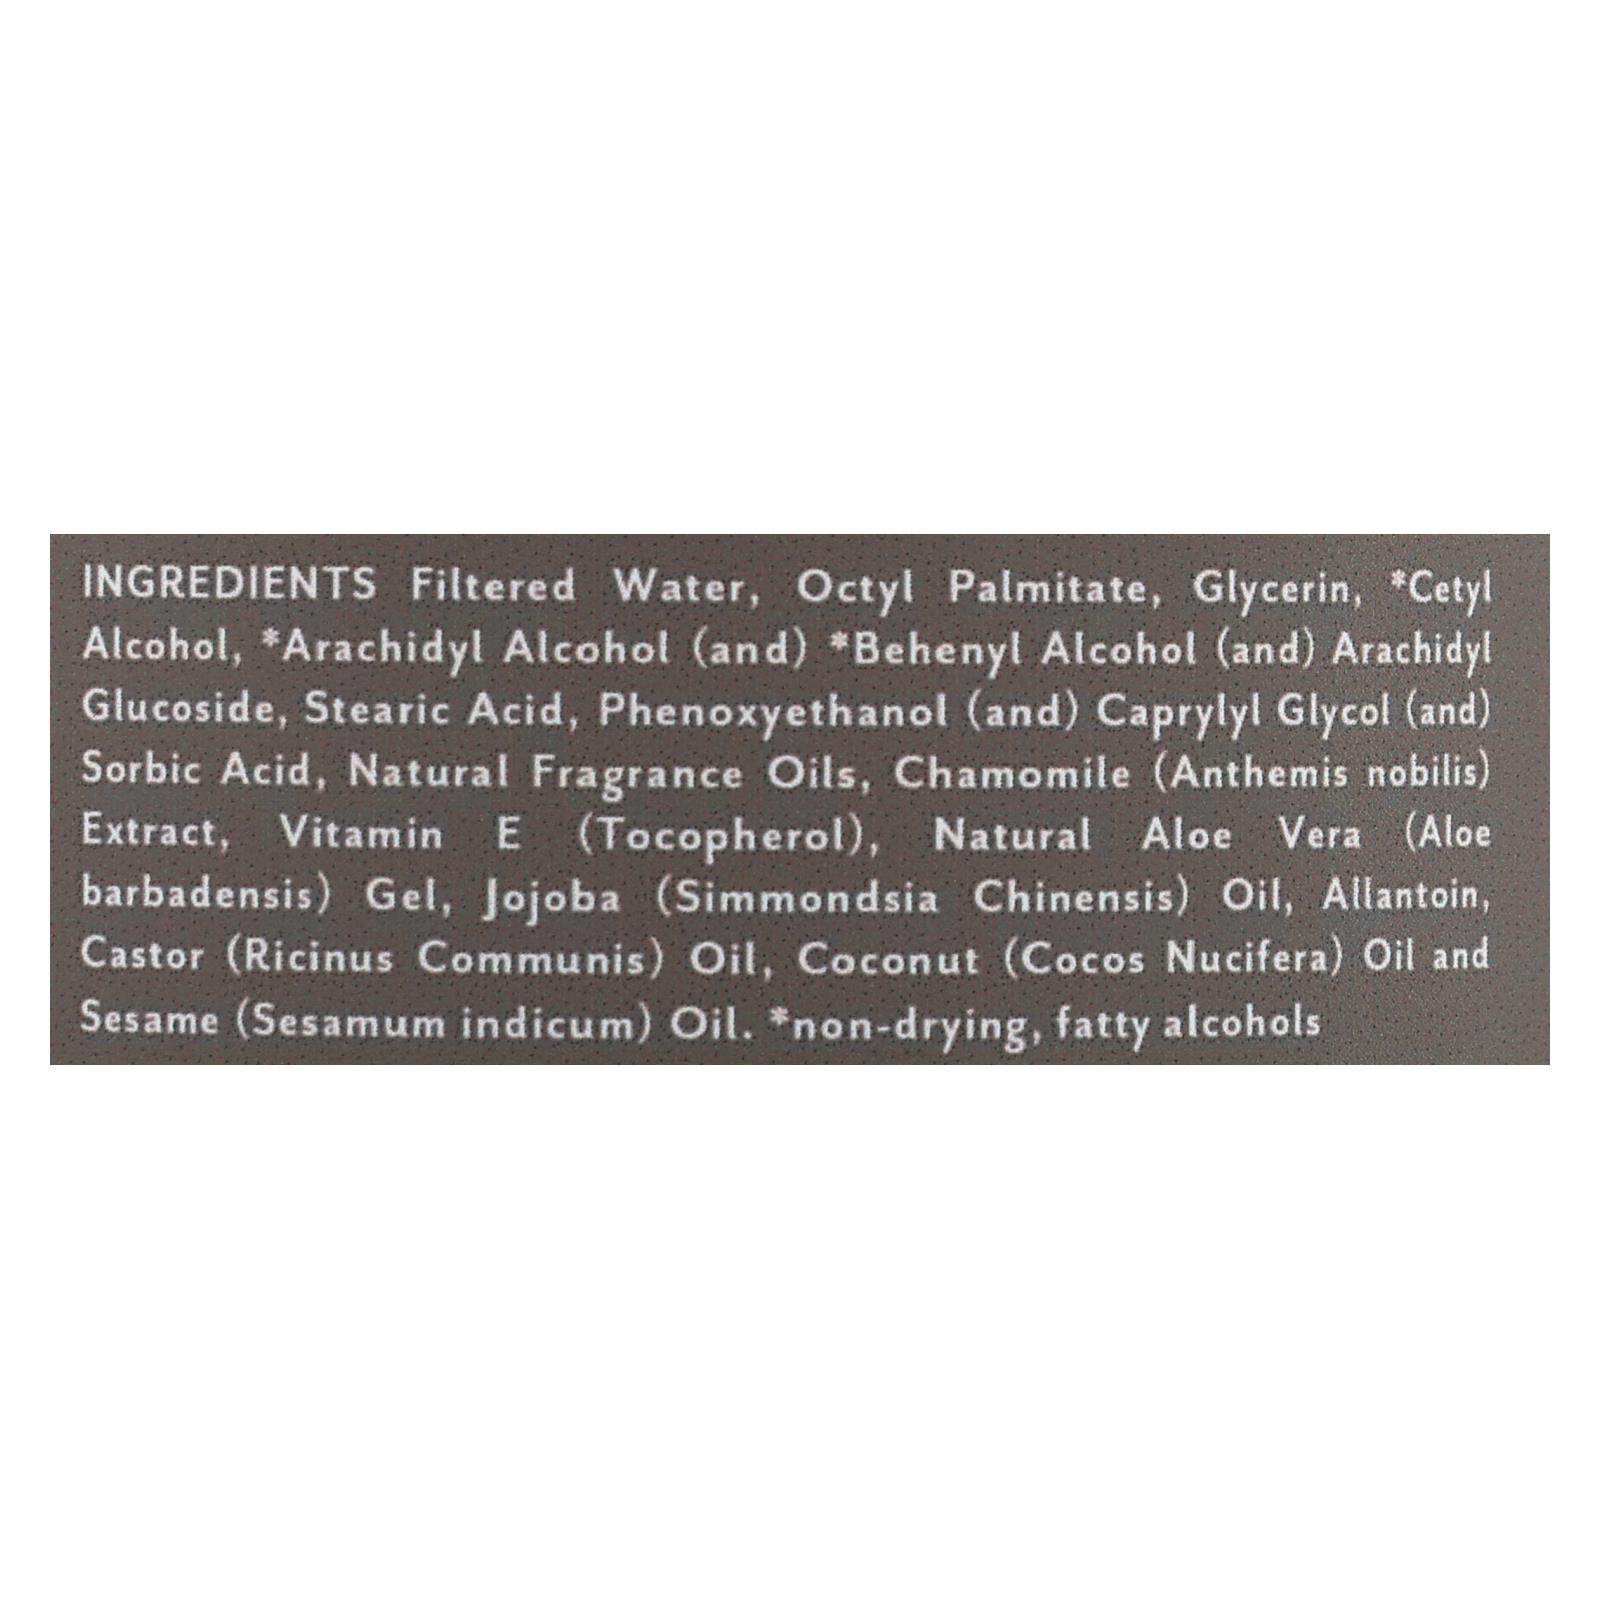 INGREDIENTS Filtered Water, Octyl Palmitate, Glycerin, *Cetyl
Alcohol, *Arachidyl Alcohol (and) *Behenyl Alcohol (and) Arachidyl
Glucoside, Stearic Acid, Phenoxyethanol (and) Caprylyl Glycol (and)
Sorbic Acid, Natural Fragrance Oils, Chamomile (Anthemis nobilis)
Extract, Vitamin E (Tocopherol), Natural Aloe Vera (Aloe
barbadensis) Gel, Jojoba (Simmondsia Chinensis) Oil, Allantoin,
Castor (Ricinus Communis) Oil, Coconut (Cocos Nucifera) Oil and
Sesame (Sesamum indicum) Oil. *non-drying, fatty alcohols